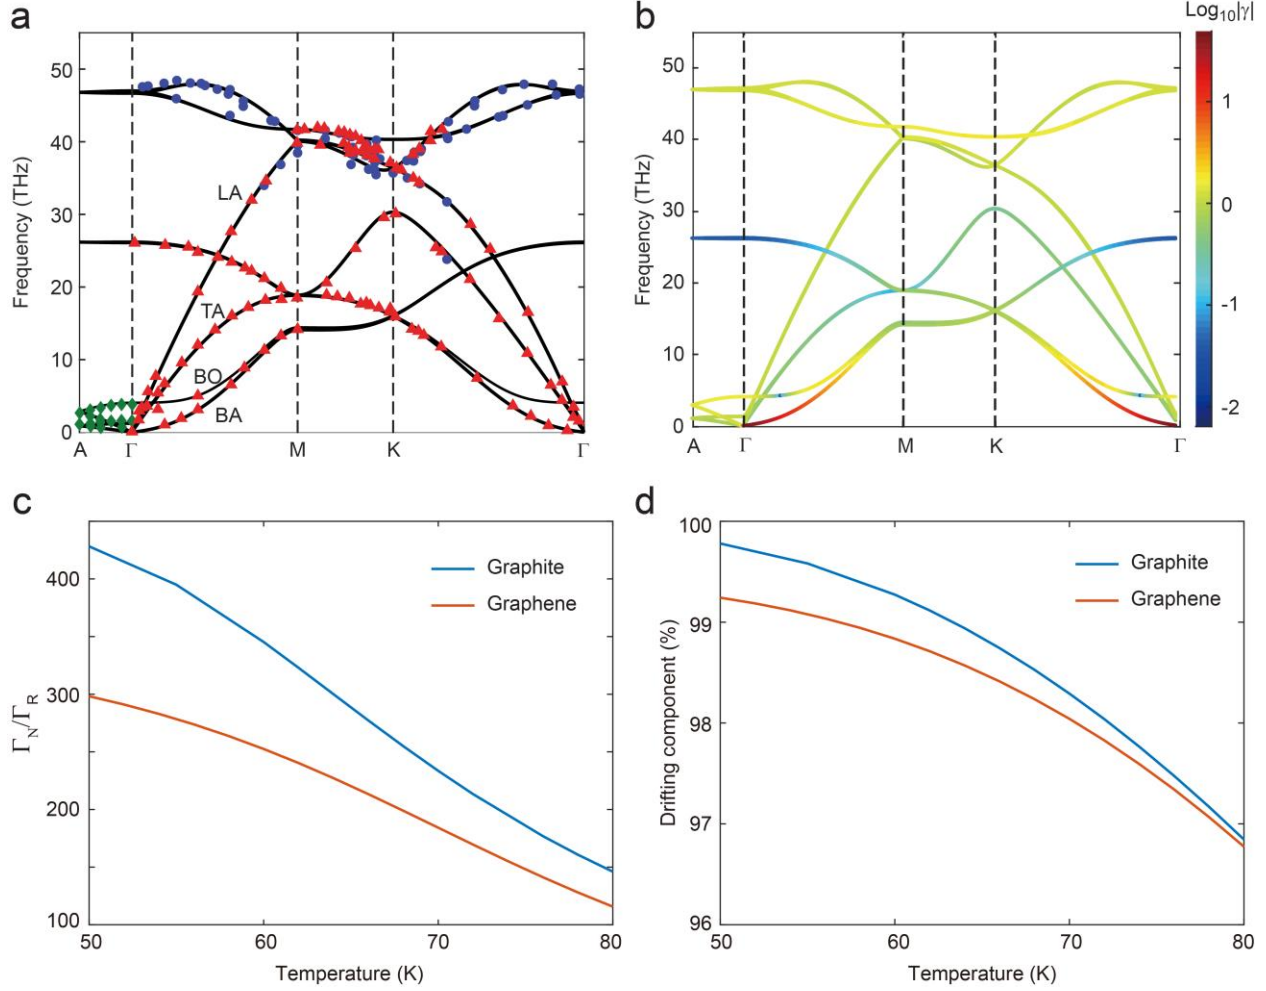 a
Frequency (THz)
50
40
30
20
10
0
LA
TA
BO
BA
A
Γ
M
K
Γ
b
Log10|γ|
Frequency (THz)
50
40
30
20
10
0
A
Γ
M
K
Γ
1
0
-1
-2
c
ΓN/ΓR
400
300
200
100
Graphite
Graphene
50
60
70
80
Temperature (K)
d
Drifting component (%)
100
99
98
97
96
Graphite
Graphene
50
60
70
80
Temperature (K)